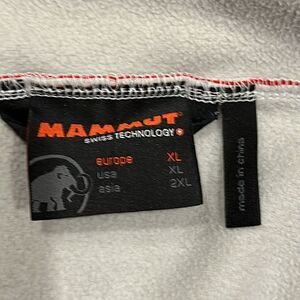 MAMMUT
SWISS TECHNOLOGY
europe XL
usa XL
asia 2XL
made in china